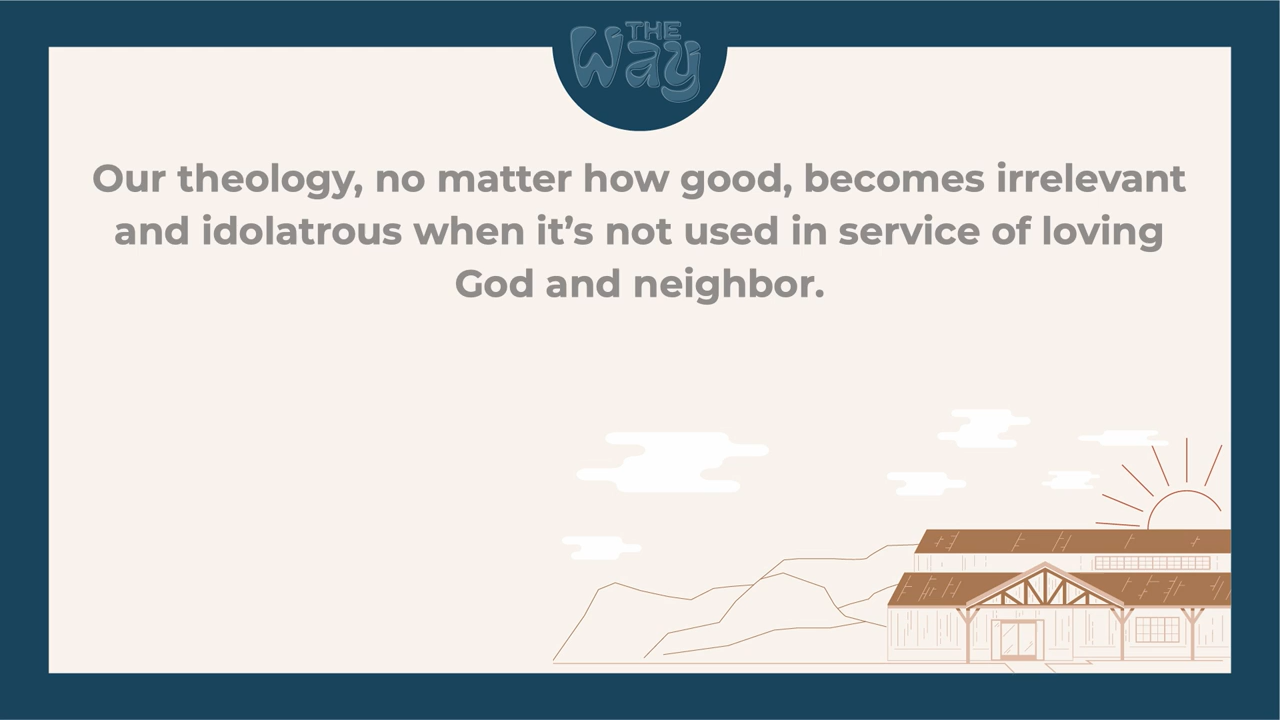 THE
Way
Our theology, no matter how good, becomes irrelevant
and idolatrous when it’s not used in service of loving
God and neighbor.